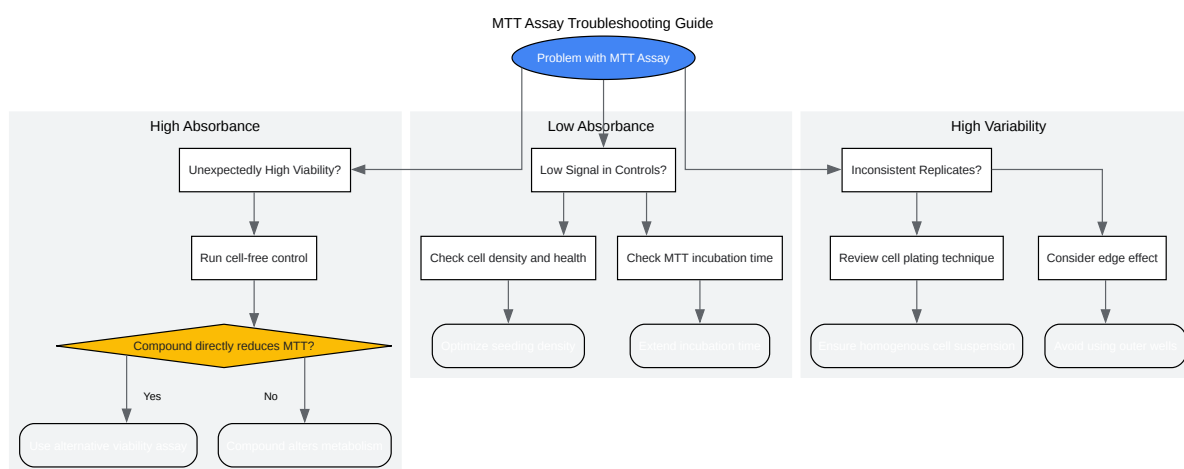 MTT Assay Troubleshooting Guide
Problem with MTT Assay
High Absorbance
Low Absorbance
High Variability
Unexpectedly High Viability?
Low Signal in Controls?
Inconsistent Replicates?
Run cell-free control
Check cell density and health
Check MTT incubation time
Review cell plating technique
Consider edge effect
Compound directly reduces MTT?
Optimize seeding density
Extend incubation time
Ensure homogenous cell suspension
Avoid using outer wells
Yes
No
Use alternative viability assay
Compound alters metabolism